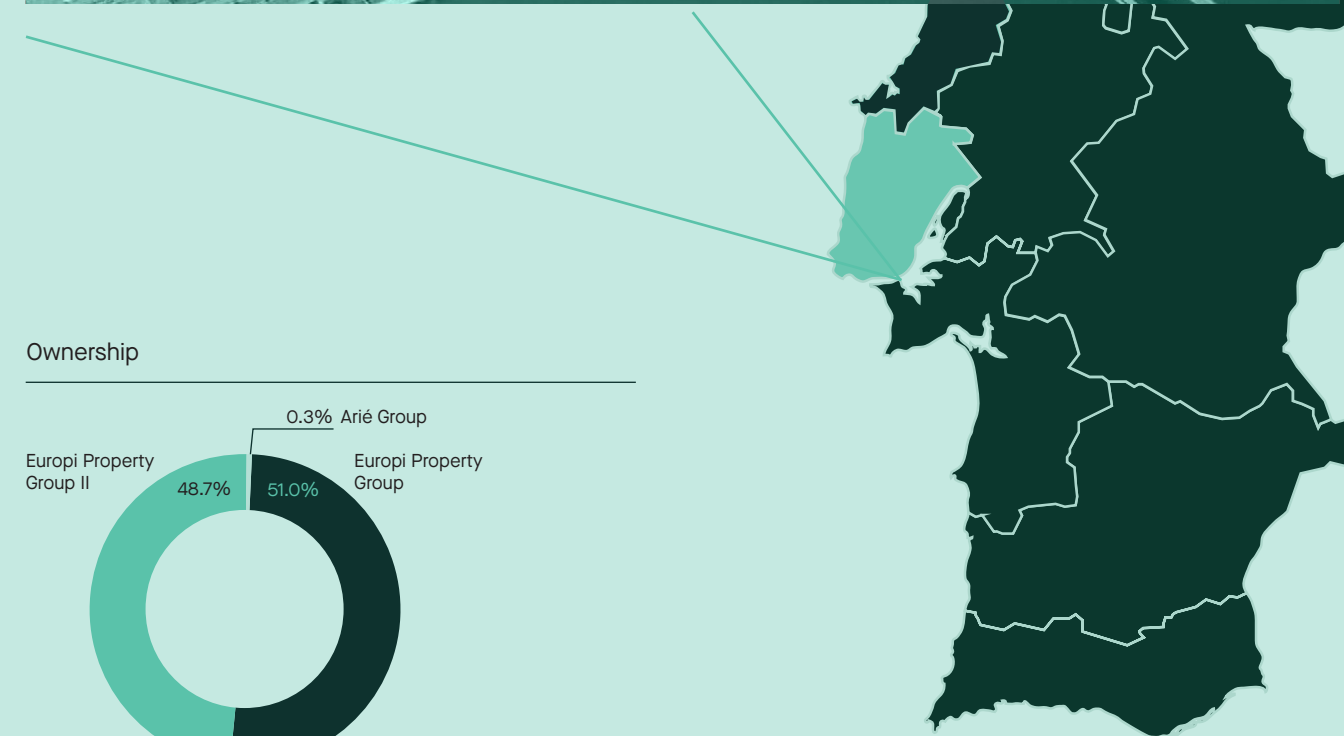 Ownership
0.3% Arié Group
Europi Property
Group II
48.7%
51.0%
Europi Property
Group